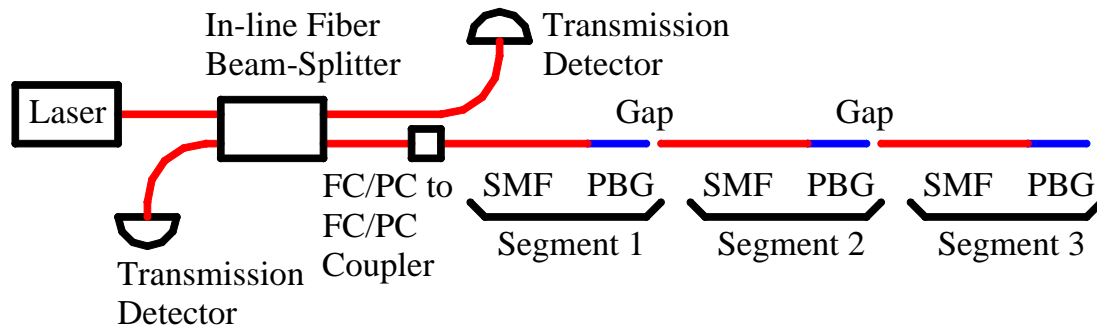 In-line Fiber
Beam-Splitter
Transmission
Detector
Laser
Gap
Gap
FC/PC to
FC/PC
Coupler
SMF
PBG
SMF
PBG
SMF
PBG
Segment 1
Segment 2
Segment 3
Transmission
Detector